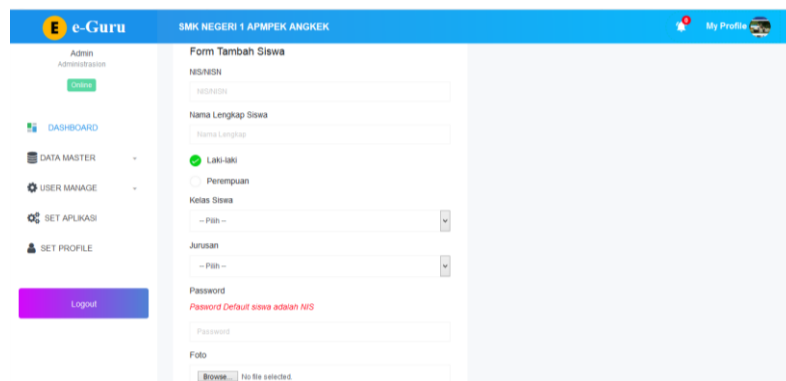 E e-Guru
SMK NEGERI 1 APMPEK ANGKEK
0
My Profile
Admin
Administrasion
Online
DASHBOARD
DATA MASTER
USER MANAGE
SET APLIKASI
SET PROFILE
Logout
Form Tambah Siswa
NIS/NISN
NIS/NISN
Nama Lengkap Siswa
Nama Lengkap
Laki-laki
Perempuan
Kelas Siswa
-- Pilih --
Jurusan
-- Pilih --
Password
Pasword Default siswa adalah NIS
Password
Foto
Browse... No file selected.